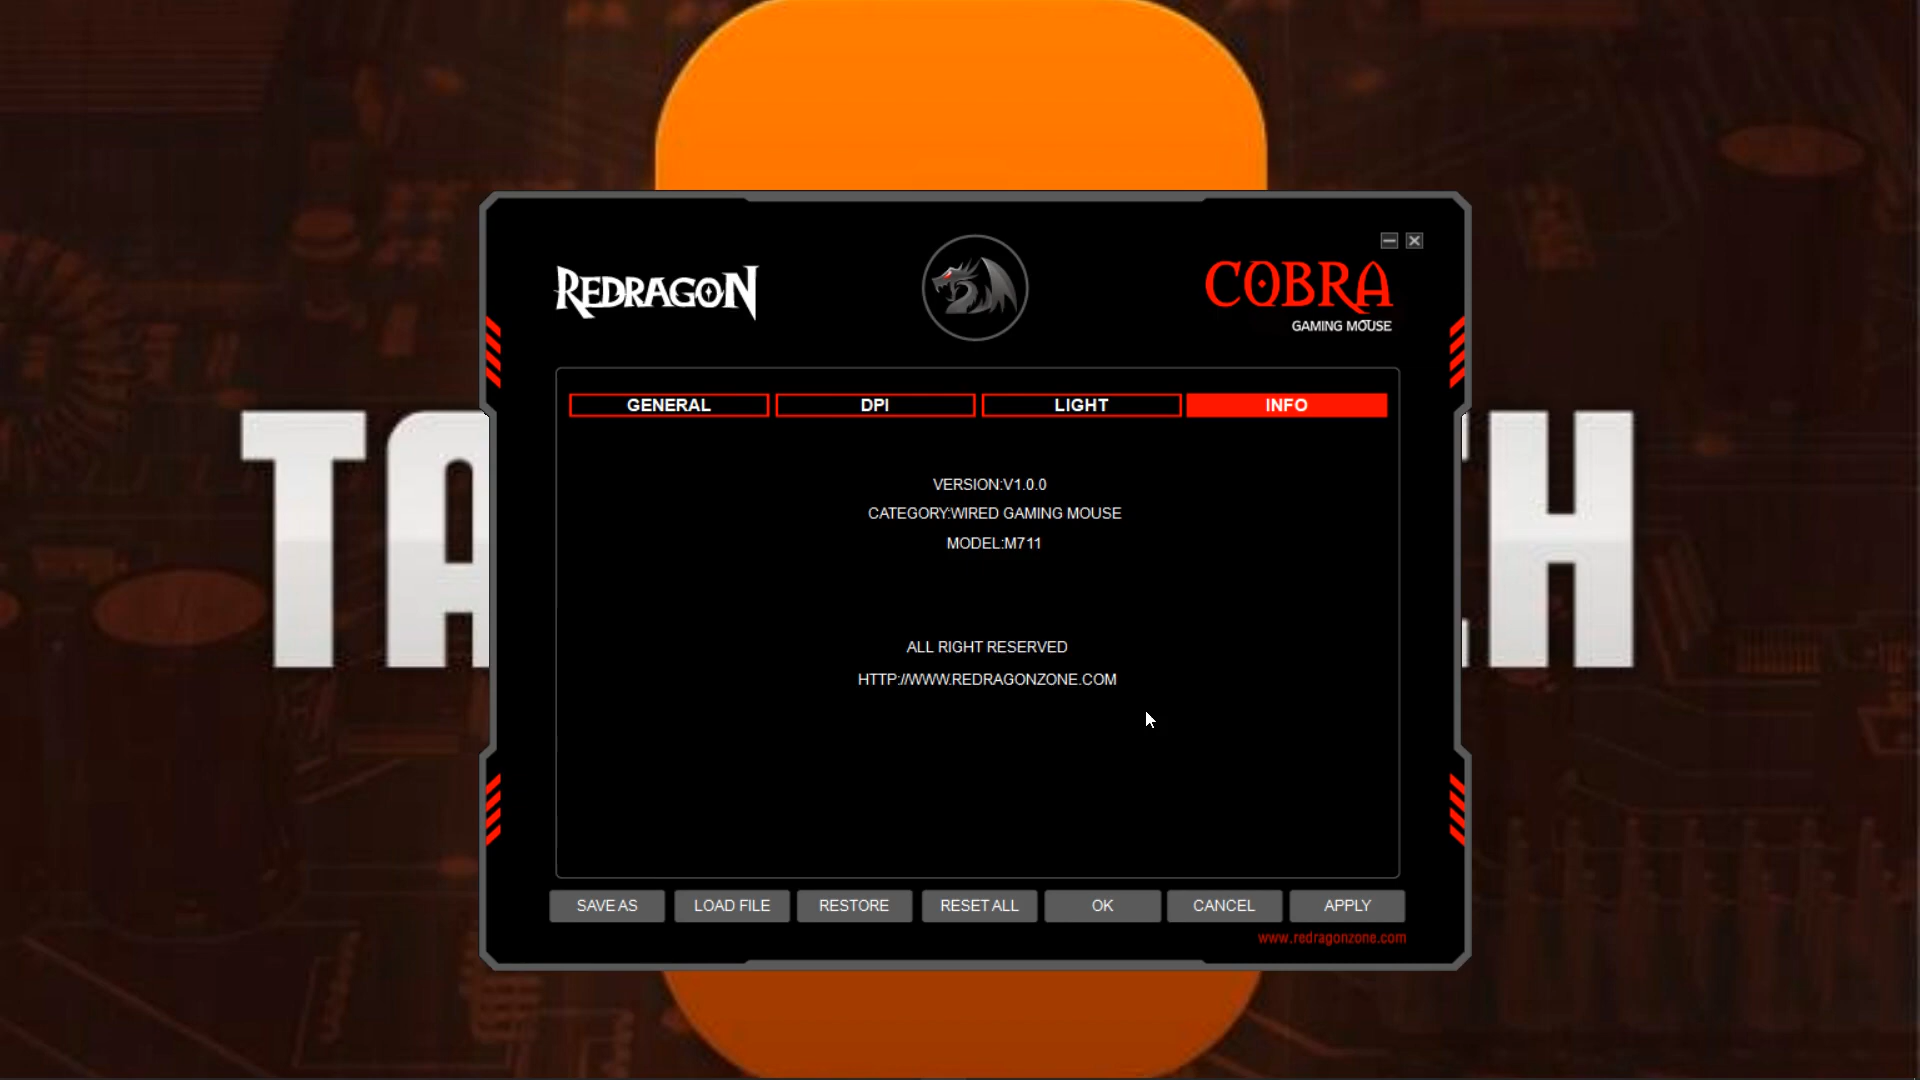 REDRAGON
COBRA
GAMING MOUSE
GENERAL DPI LIGHT INFO
VERSION:V1.0.0
CATEGORY:WIRED GAMING MOUSE
MODEL:M711
ALL RIGHT RESERVED
HTTP://WWW.REDRAGONZONE.COM
SAVE AS LOAD FILE RESTORE RESET ALL OK CANCEL APPLY
www.redragonzone.com